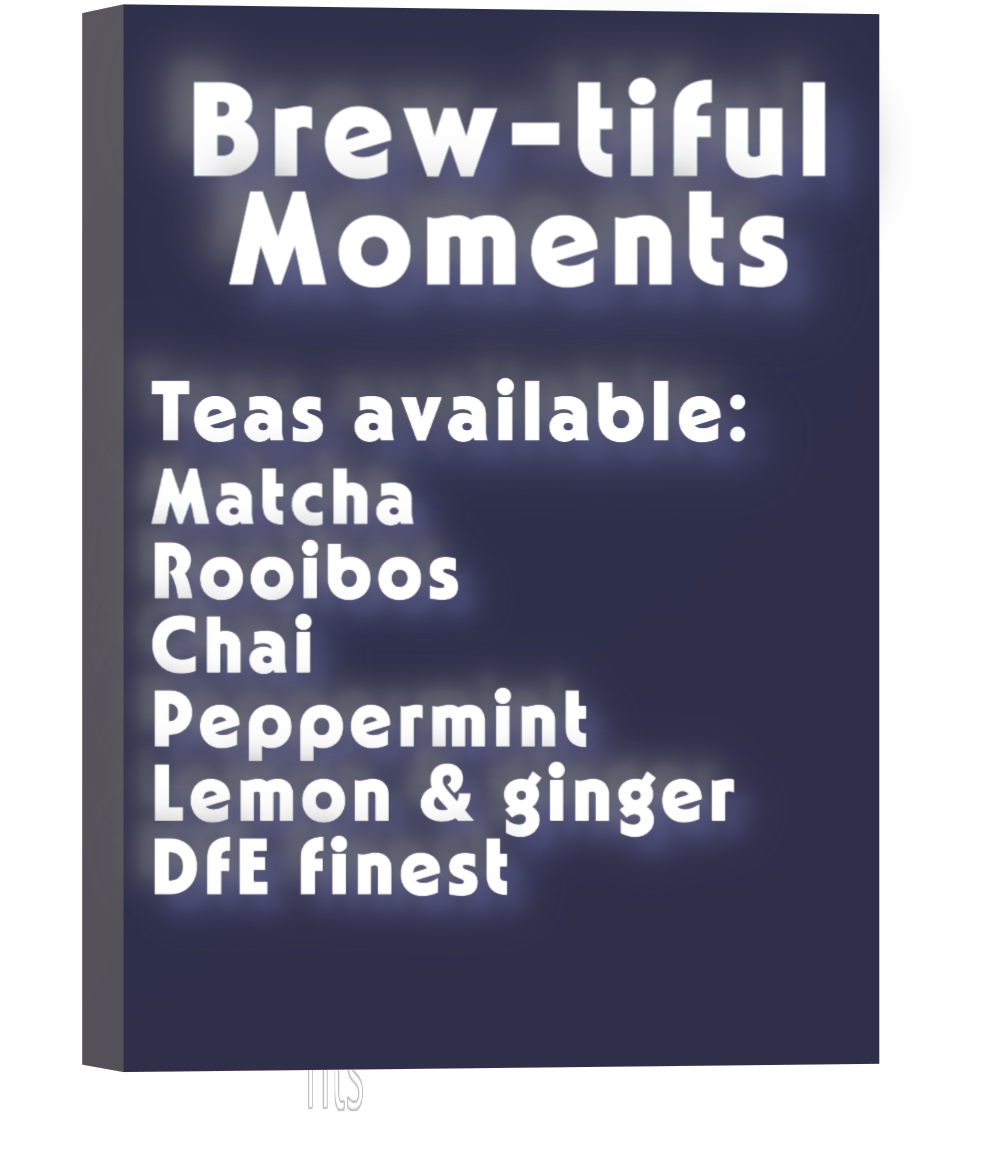 Brew-tiful
Moments
Teas available:
Matcha
Rooibos
Chai
Peppermint
Lemon & ginger
DfE finest